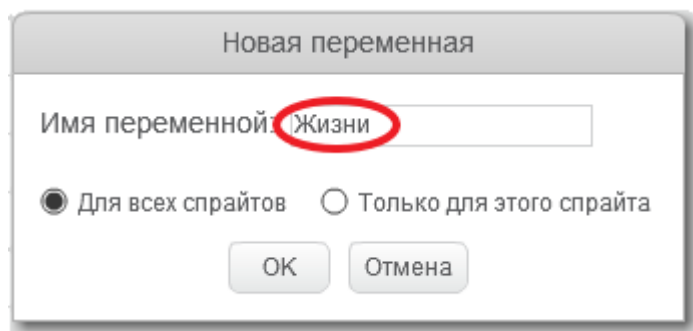 Новая переменная
Имя переменной: Жизни
Для всех спрайтов Только для этого спрайта
OK Отмена